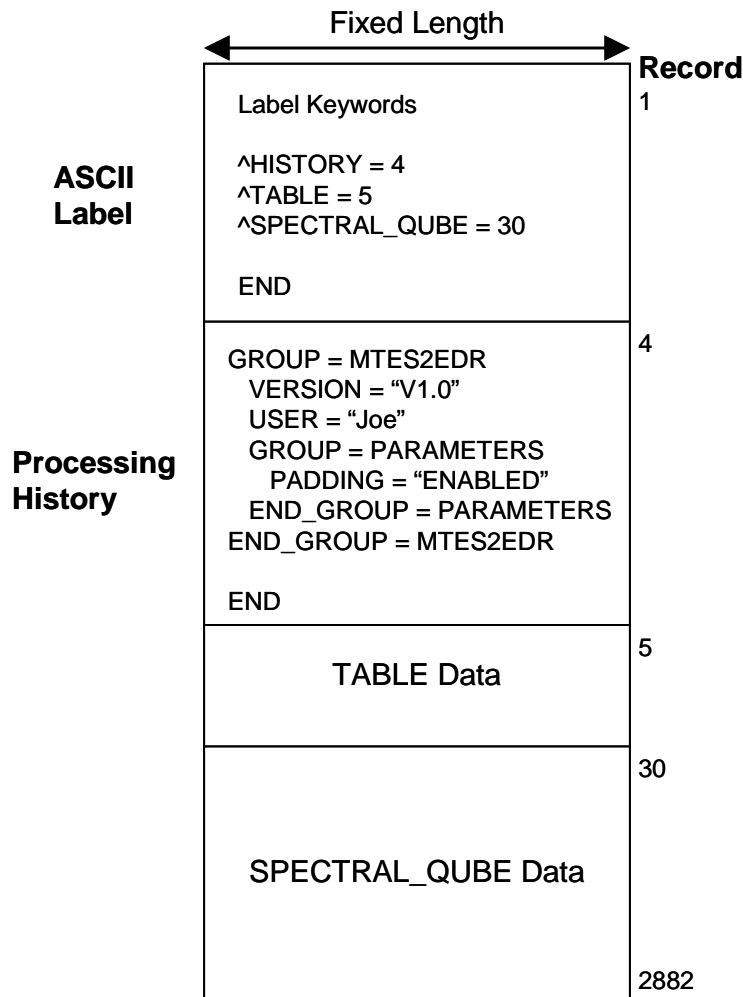 Fixed Length
Record
ASCII
Label
Label Keywords
1
^HISTORY = 4
^TABLE = 5
^SPECTRAL_QUBE = 30
END
Processing
History
4
GROUP = MTES2EDR
VERSION = “V1.0”
USER = “Joe”
GROUP = PARAMETERS
PADDING = “ENABLED”
END_GROUP = PARAMETERS
END_GROUP = MTES2EDR
END
5
TABLE Data
30
SPECTRAL_QUBE Data
2882